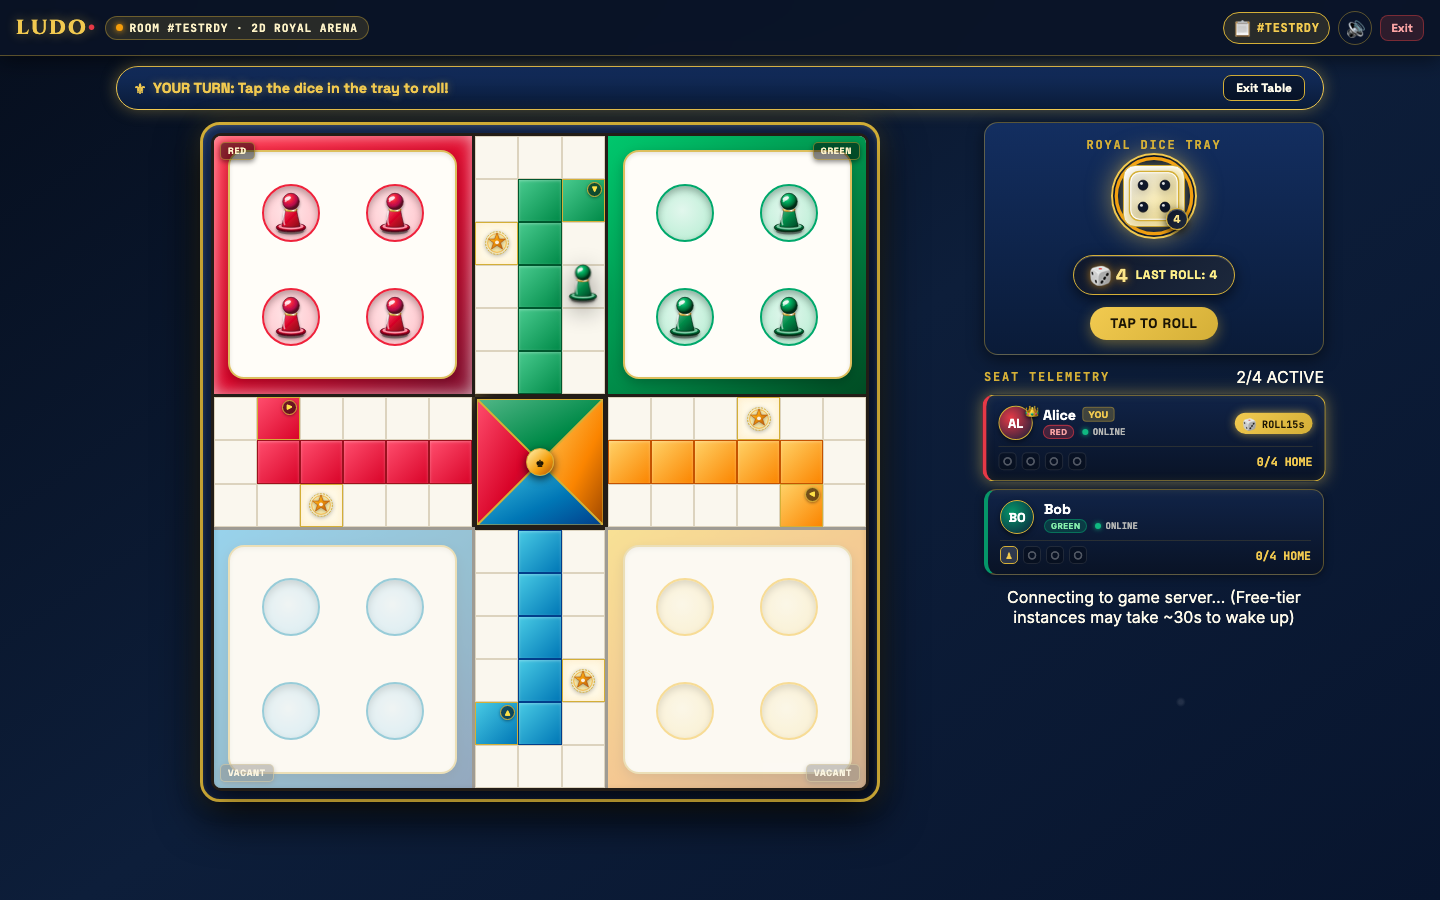 LUDO
ROOM #TESTRDY · 2D ROYAL ARENA
#TESTRDY
Exit
YOUR TURN: Tap the dice in the tray to roll!
Exit Table
RED
GREEN
VACANT
VACANT
ROYAL DICE TRAY
4
4 LAST ROLL: 4
TAP TO ROLL
SEAT TELEMETRY
2/4 ACTIVE
AL
Alice YOU
RED ONLINE
ROLL15s
0/4 HOME
BO
Bob
GREEN ONLINE
0/4 HOME
Connecting to game server... (Free-tier
instances may take ~30s to wake up)